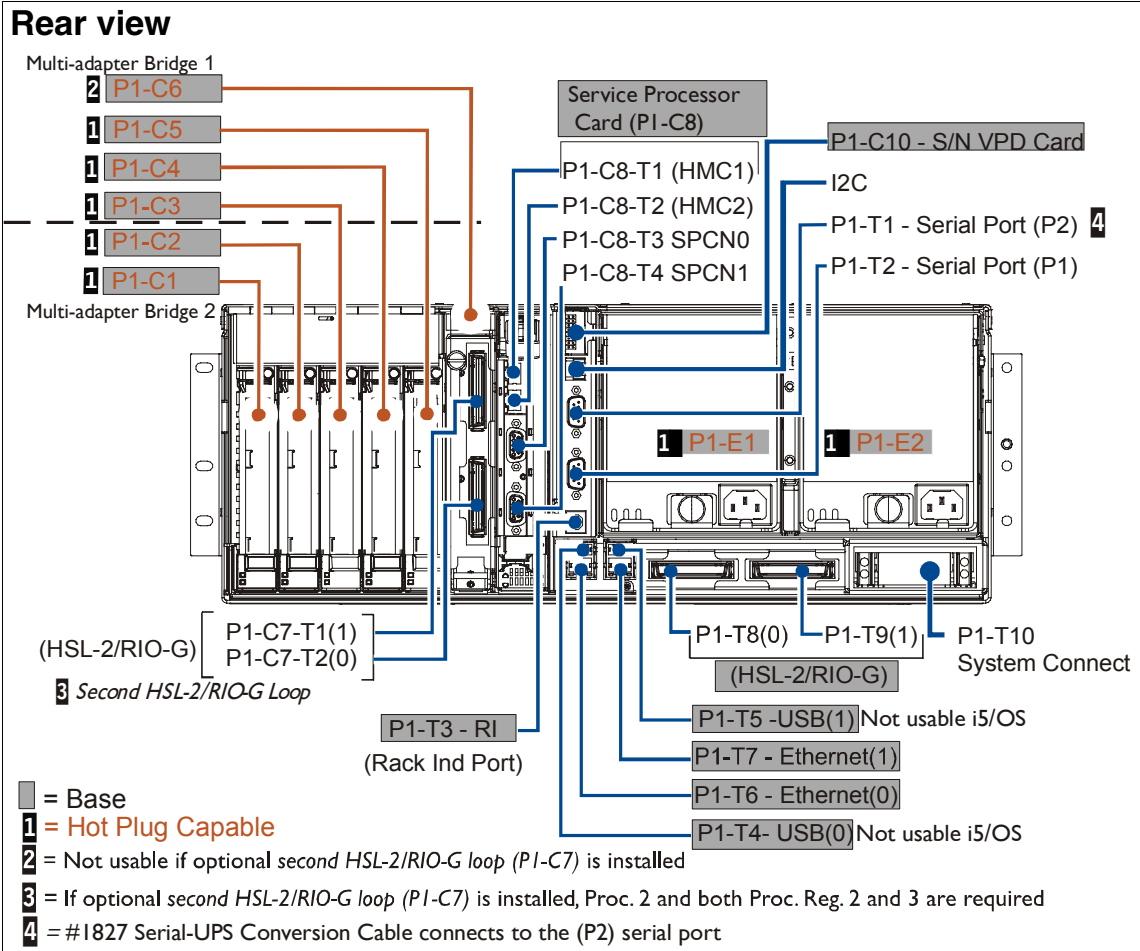 Rear view
Multi-adapter Bridge 1
2 P1-C6
1 P1-C5
1 P1-C4
1 P1-C3
1 P1-C2
1 P1-C1
Multi-adapter Bridge 2
Service Processor
Card (P1-C8)
P1-C8-T1 (HMC1)
P1-C8-T2 (HMC2)
P1-C8-T3 SPCN0
P1-C8-T4 SPCN1
P1-C10 - S/N VPD Card
I2C
P1-T1 - Serial Port (P2) 4
P1-T2 - Serial Port (P1)
1 P1-E1
1 P1-E2
(HSL-2/RIO-G)
P1-C7-T1(1)
P1-C7-T2(0)
3 Second HSL-2/RIO-G Loop
P1-T8(0)
P1-T9(1)
(HSL-2/RIO-G)
P1-T10
System Connect
P1-T3 - RI
(Rack Ind Port)
P1-T5 -USB(1) Not usable i5/OS
P1-T7 - Ethernet(1)
P1-T6 - Ethernet(0)
P1-T4- USB(0) Not usable i5/OS
= Base
1 = Hot Plug Capable
2 = Not usable if optional second HSL-2/RIO-G loop (P1-C7) is installed
3 = If optional second HSL-2/RIO-G loop (P1-C7) is installed, Proc. 2 and both Proc. Reg. 2 and 3 are required
4 = #1827 Serial-UPS Conversion Cable connects to the (P2) serial port